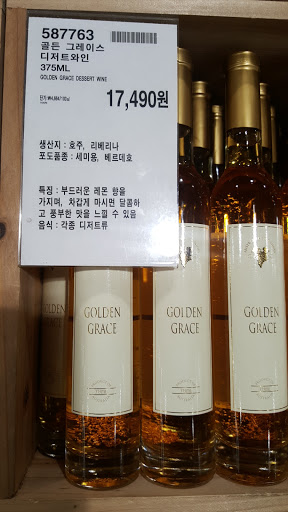 587763
골든 그레이스
디저트와인
375ML
GOLDEN GRACE DESSERT WINE
17,490원
생산지 : 호주, 리베리나
포도품종 : 세미용, 베르데호
특징 : 부드러운 레몬 향을
가지며, 차갑게 마시면 달콤하
고 풍부한 맛을 느낄 수 있음
음식 : 각종 디저트류
GOLDEN
GRACE
GOLDEN
GRACE
GOLDEN
GRACE